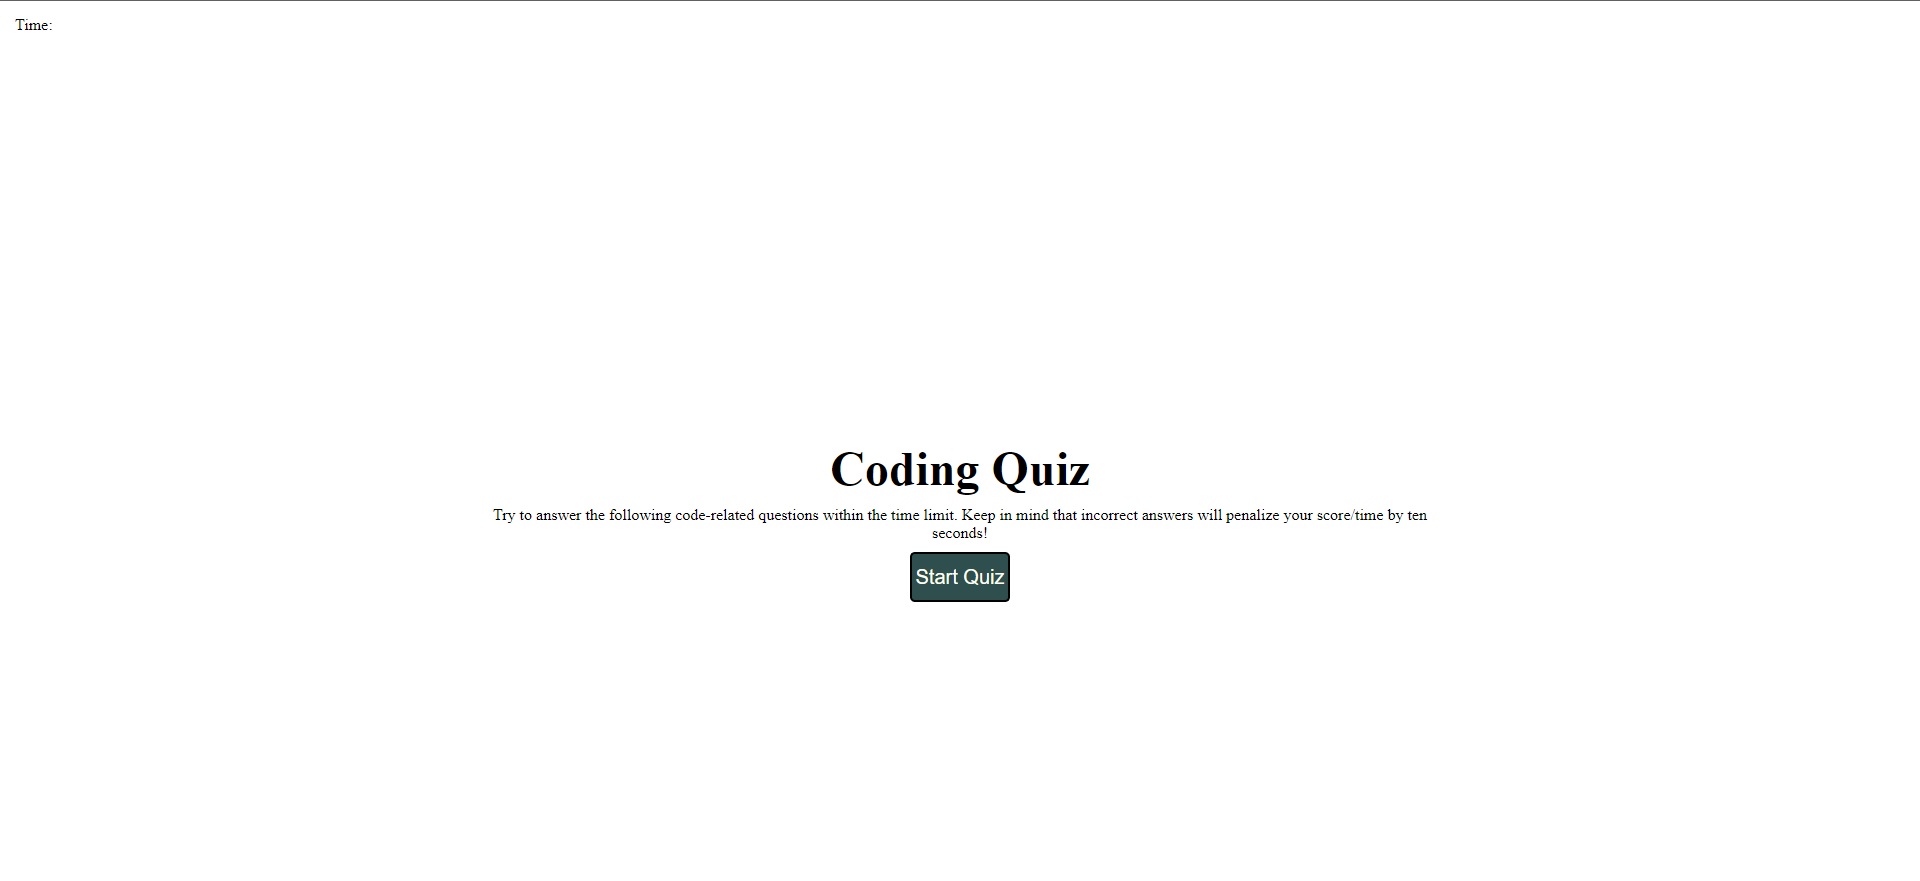 Time:
Coding Quiz
Try to answer the following code-related questions within the time limit. Keep in mind that incorrect answers will penalize your score/time by ten
seconds!
Start Quiz